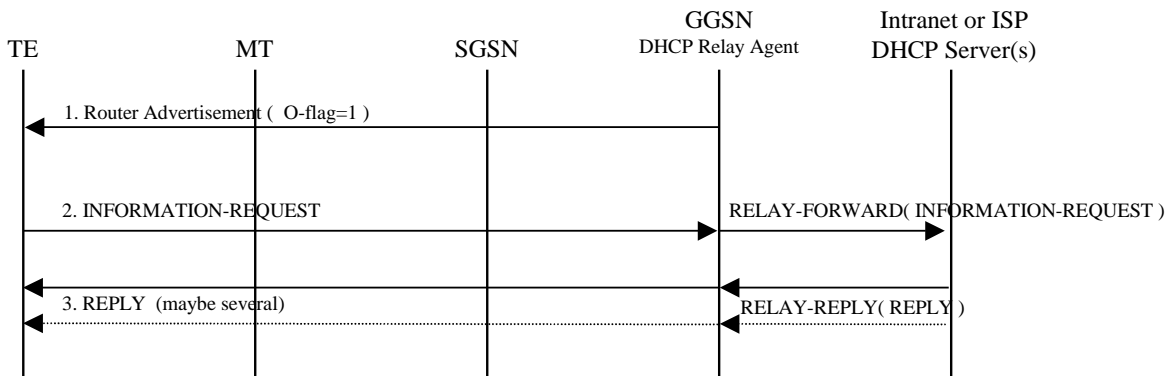 GGSN
Intranet or ISP
TE
MT
SGSN
DHCP Relay Agent
DHCP Server(s)
1. Router Advertisement ( O-flag=1 )
2. INFORMATION-REQUEST
RELAY-FORWARD( INFORMATION-REQUEST )
3. REPLY (maybe several)
RELAY-REPLY( REPLY )